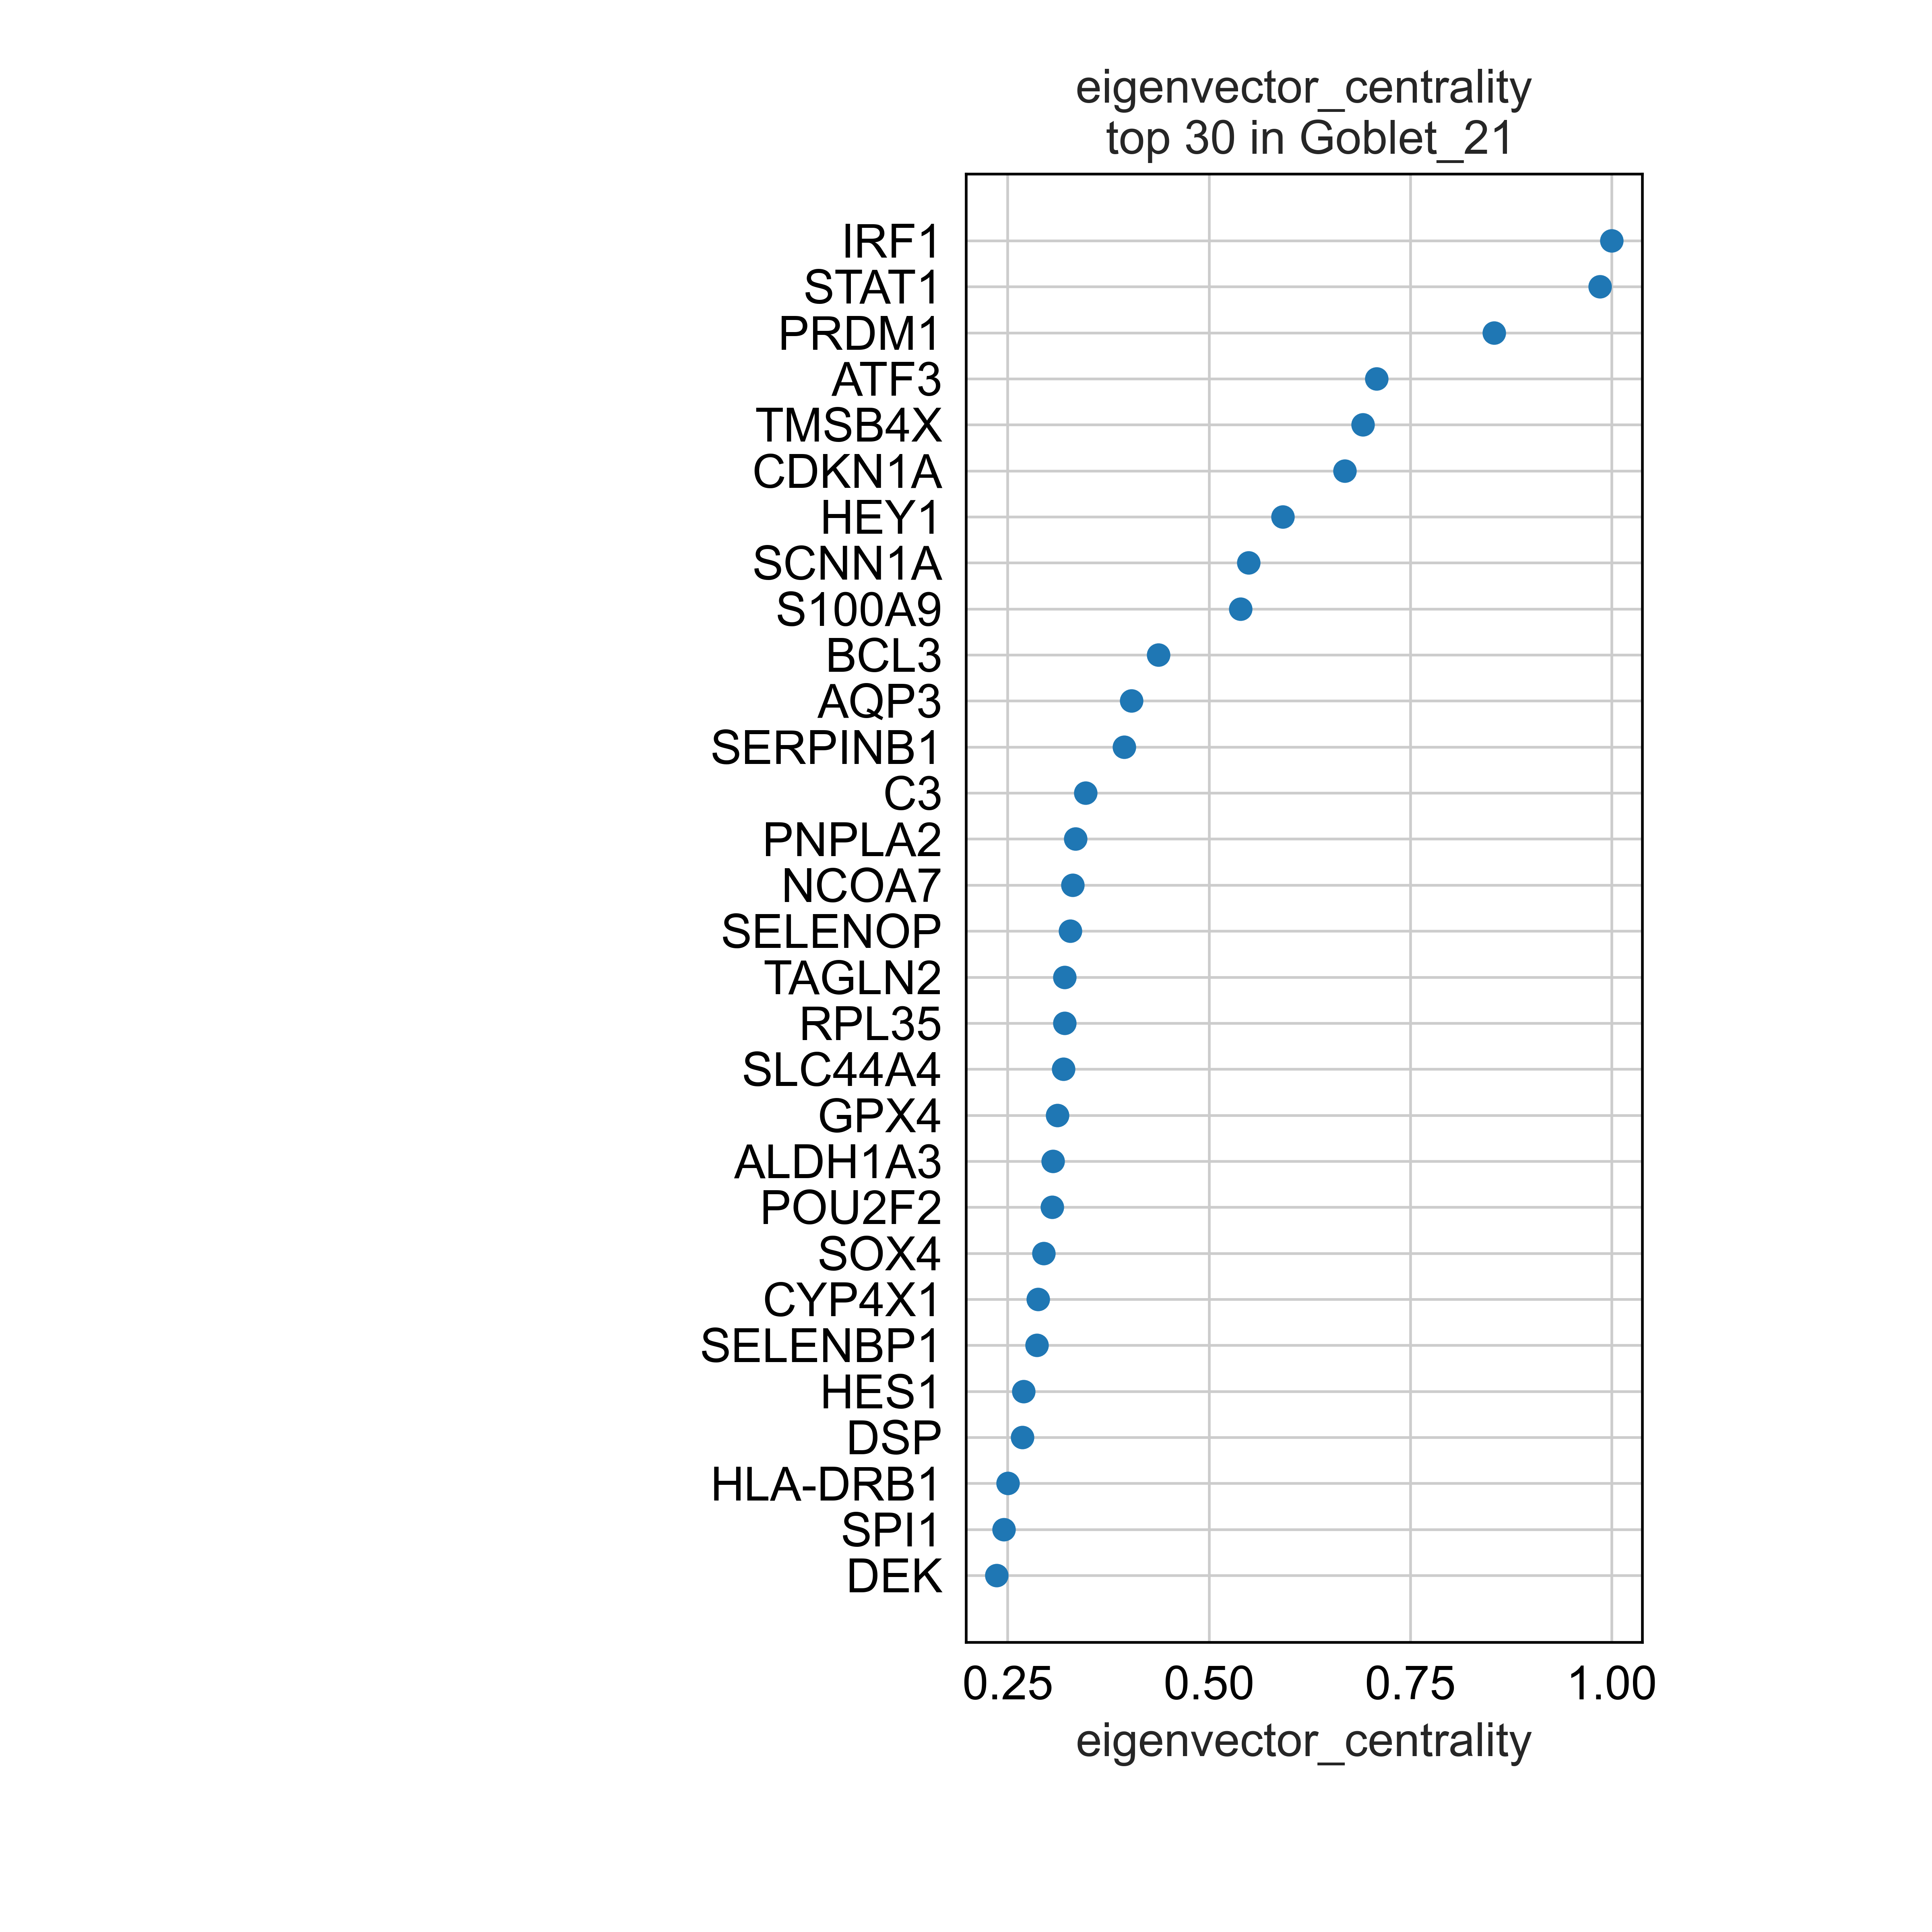 eigenvector_centrality
top 30 in Goblet_21
IRF1
STAT1
PRDM1
ATF3
TMSB4X
CDKN1A
HEY1
SCNN1A
S100A9
BCL3
AQP3
SERPINB1
C3
PNPLA2
NCOA7
SELENOP
TAGLN2
RPL35
SLC44A4
GPX4
ALDH1A3
POU2F2
SOX4
CYP4X1
SELENBP1
HES1
DSP
HLA-DRB1
SPI1
DEK
0.25 0.50 0.75 1.00
eigenvector_centrality